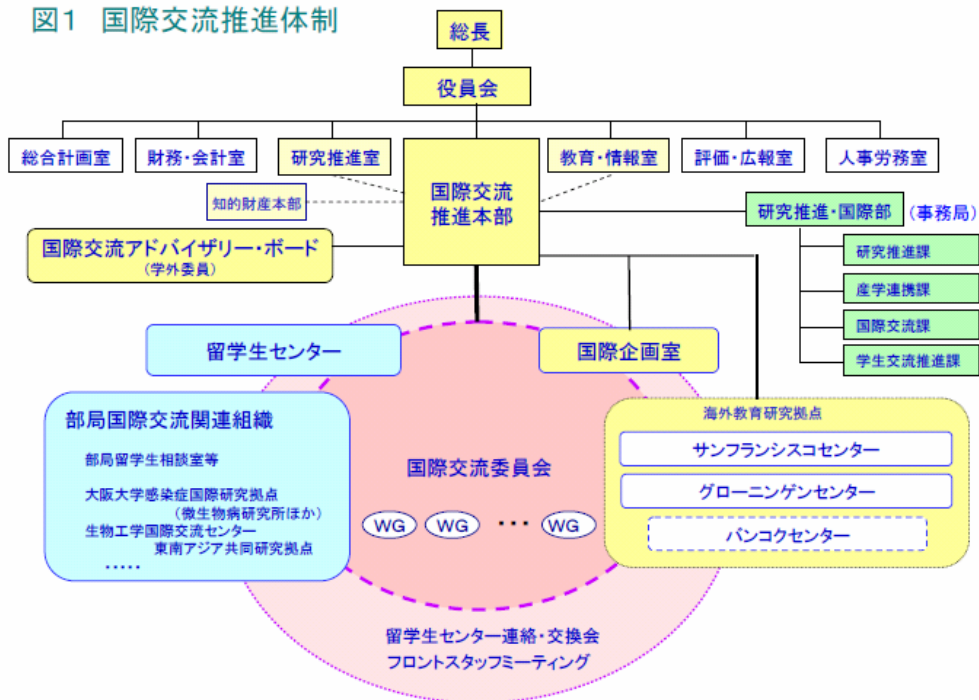 図1 国際交流推進体制
総長
役員会
総合計画室
財務・会計室
研究推進室
教育・情報室
評価・広報室
人事労務室
知的財産本部
国際交流
推進本部
研究推進・国際部
(事務局)
国際交流アドバイザリー・ボード
(学外委員)
研究推進課
産学連携課
国際交流課
学生交流推進課
留学生センター
国際企画室
部局国際交流関連組織
部局留学生相談室等
大阪大学感染症国際研究拠点
(微生物病研究所ほか)
生物工学国際交流センター
東南アジア共同研究拠点
・・・・・
国際交流委員会
WG
WG
・・・
WG
海外教育研究拠点
サンフランシスコセンター
グローニンゲンセンター
バンコクセンター
留学生センター連絡・交換会
フロントスタッフミーティング